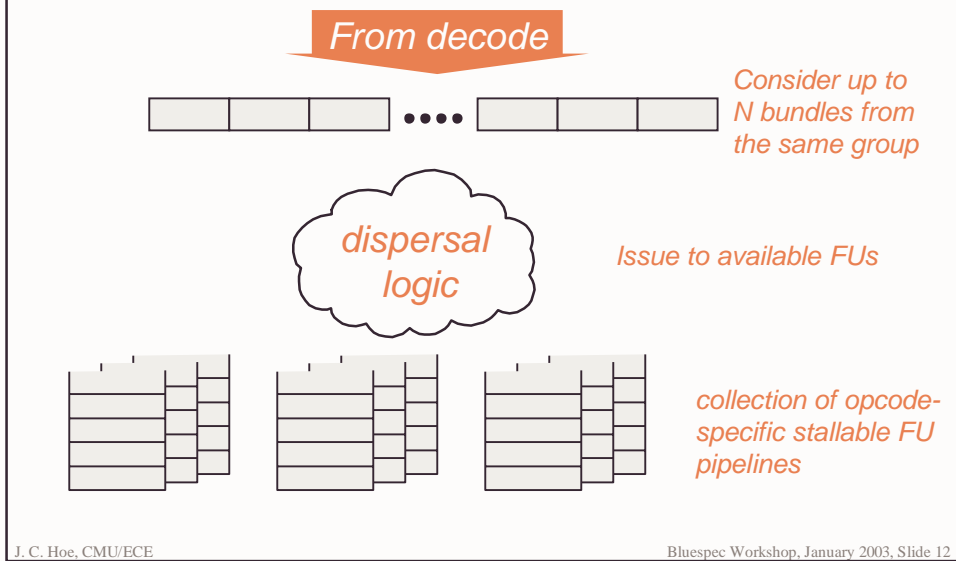 From decode
Consider up to
N bundles from
the same group
dispersal
logic
Issue to available FUs
collection of opcode-
specific stallable FU
pipelines
J. C. Hoe, CMU/ECE
Bluespec Workshop, January 2003, Slide 12